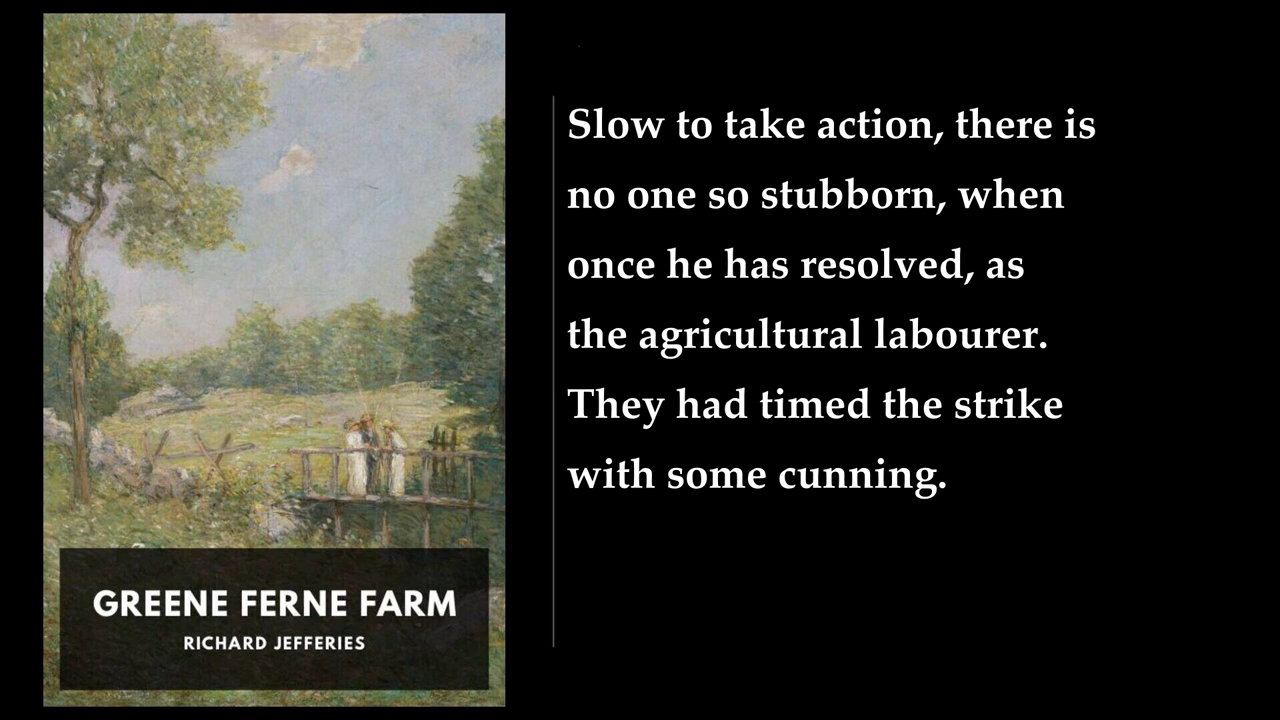 Slow to take action, there is
no one so stubborn, when
once he has resolved, as
the agricultural labourer.
They had timed the strike
with some cunning.
GREENE FERNE FARM
RICHARD JEFFERIES